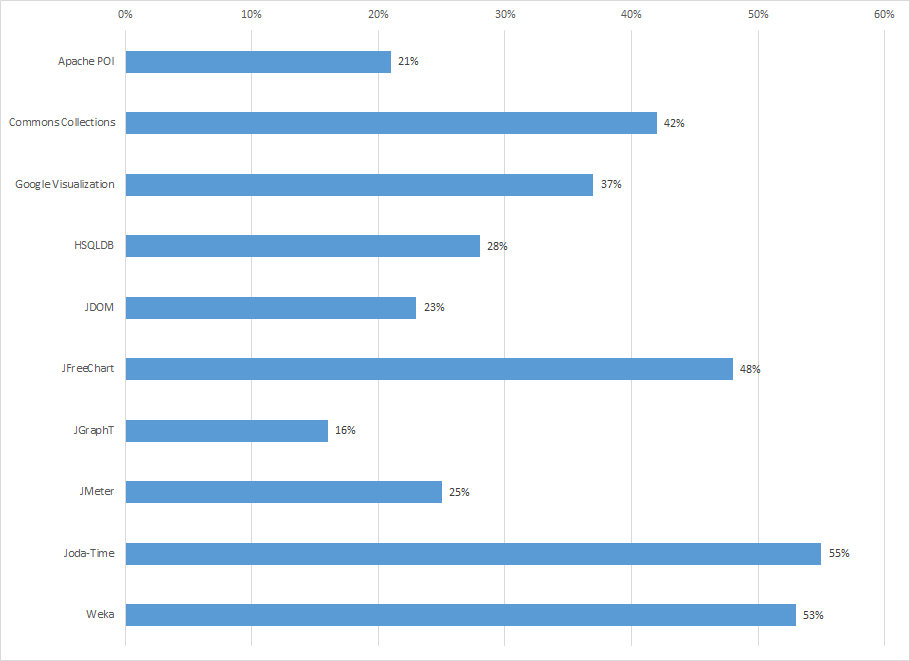 0% 10% 20% 30% 40% 50% 60%
Apache POI 21%
Commons Collections 42%
Google Visualization 37%
HSQLDB 28%
JDOM 23%
JFreeChart 48%
JGraphT 16%
JMeter 25%
Joda-Time 55%
Weka 53%